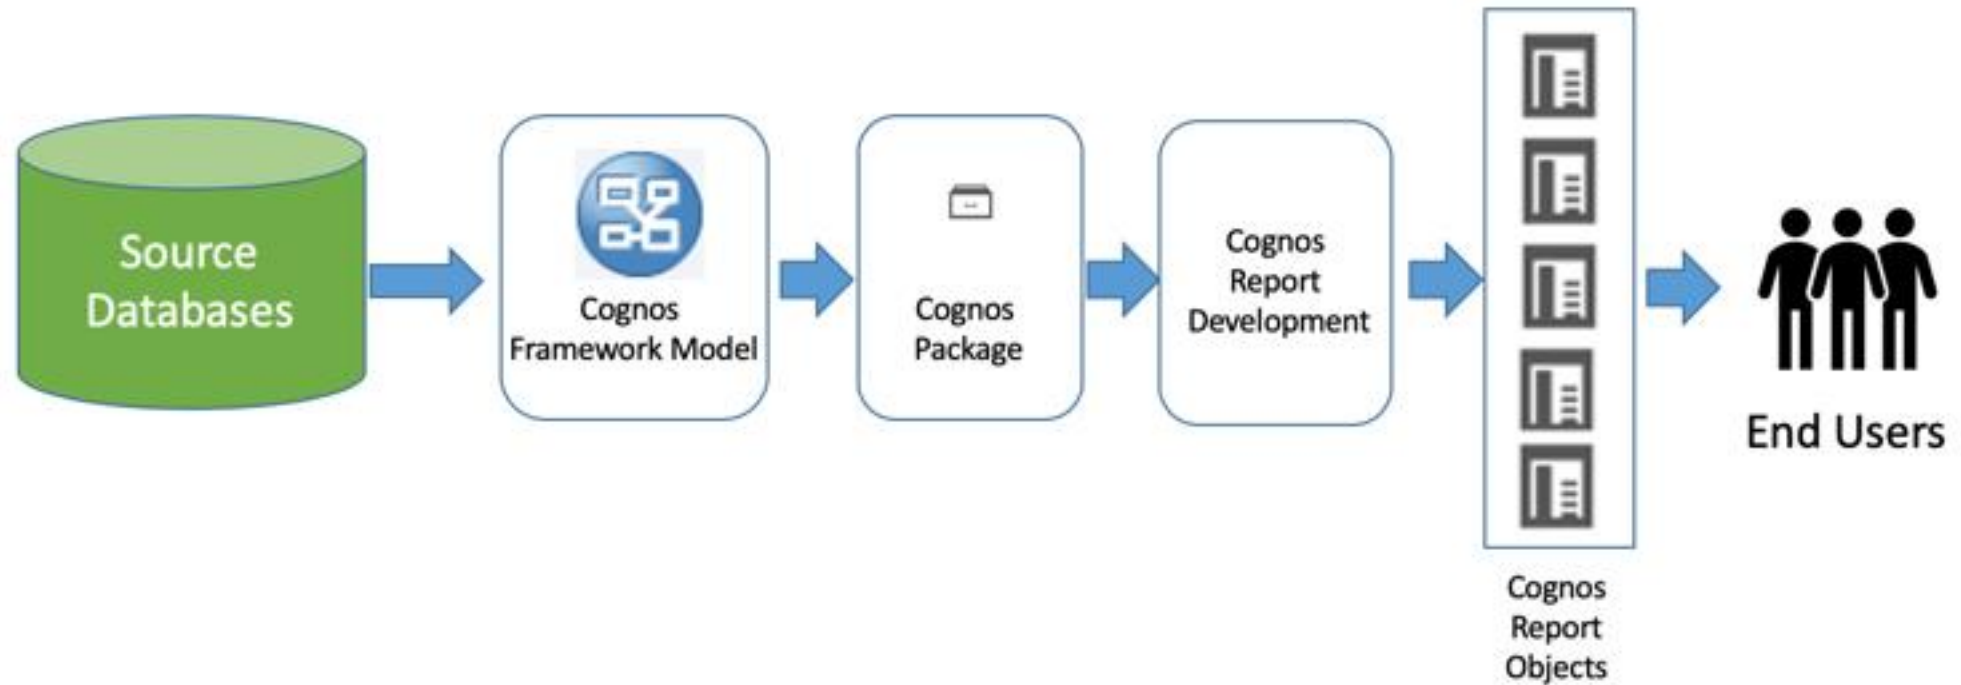 Source
Databases
Cognos
Framework Model
Cognos
Package
Cognos
Report
Development
Cognos
Report
Objects
End Users